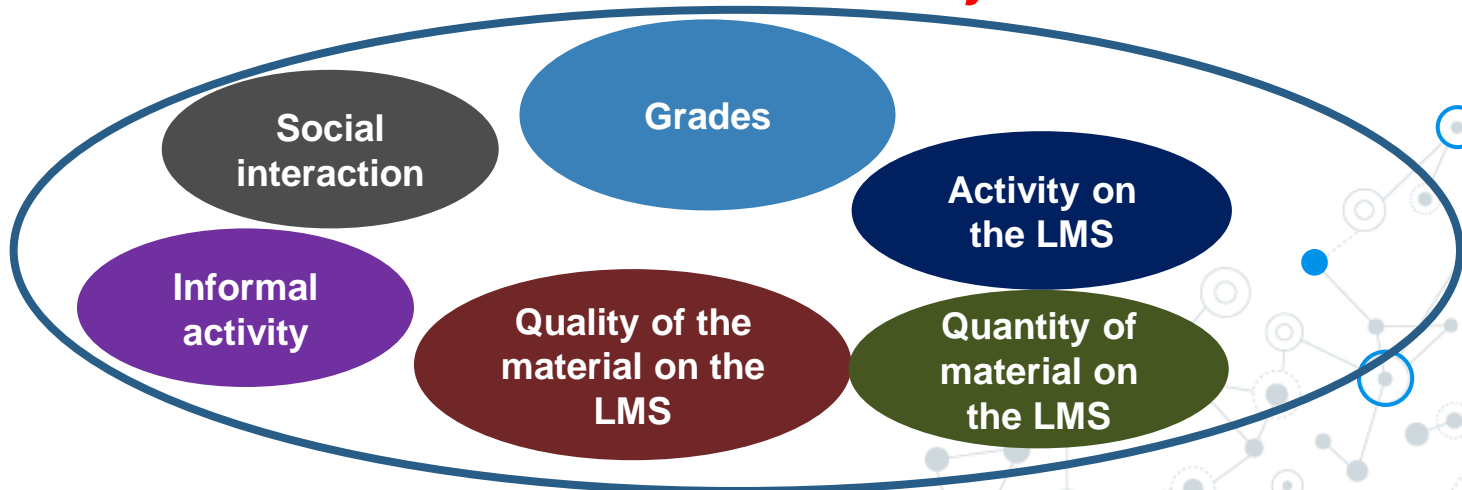 Social
interaction
Grades
Activity on
the LMS
Informal
activity
Quality of the
material on the
LMS
Quantity of
material on
the LMS